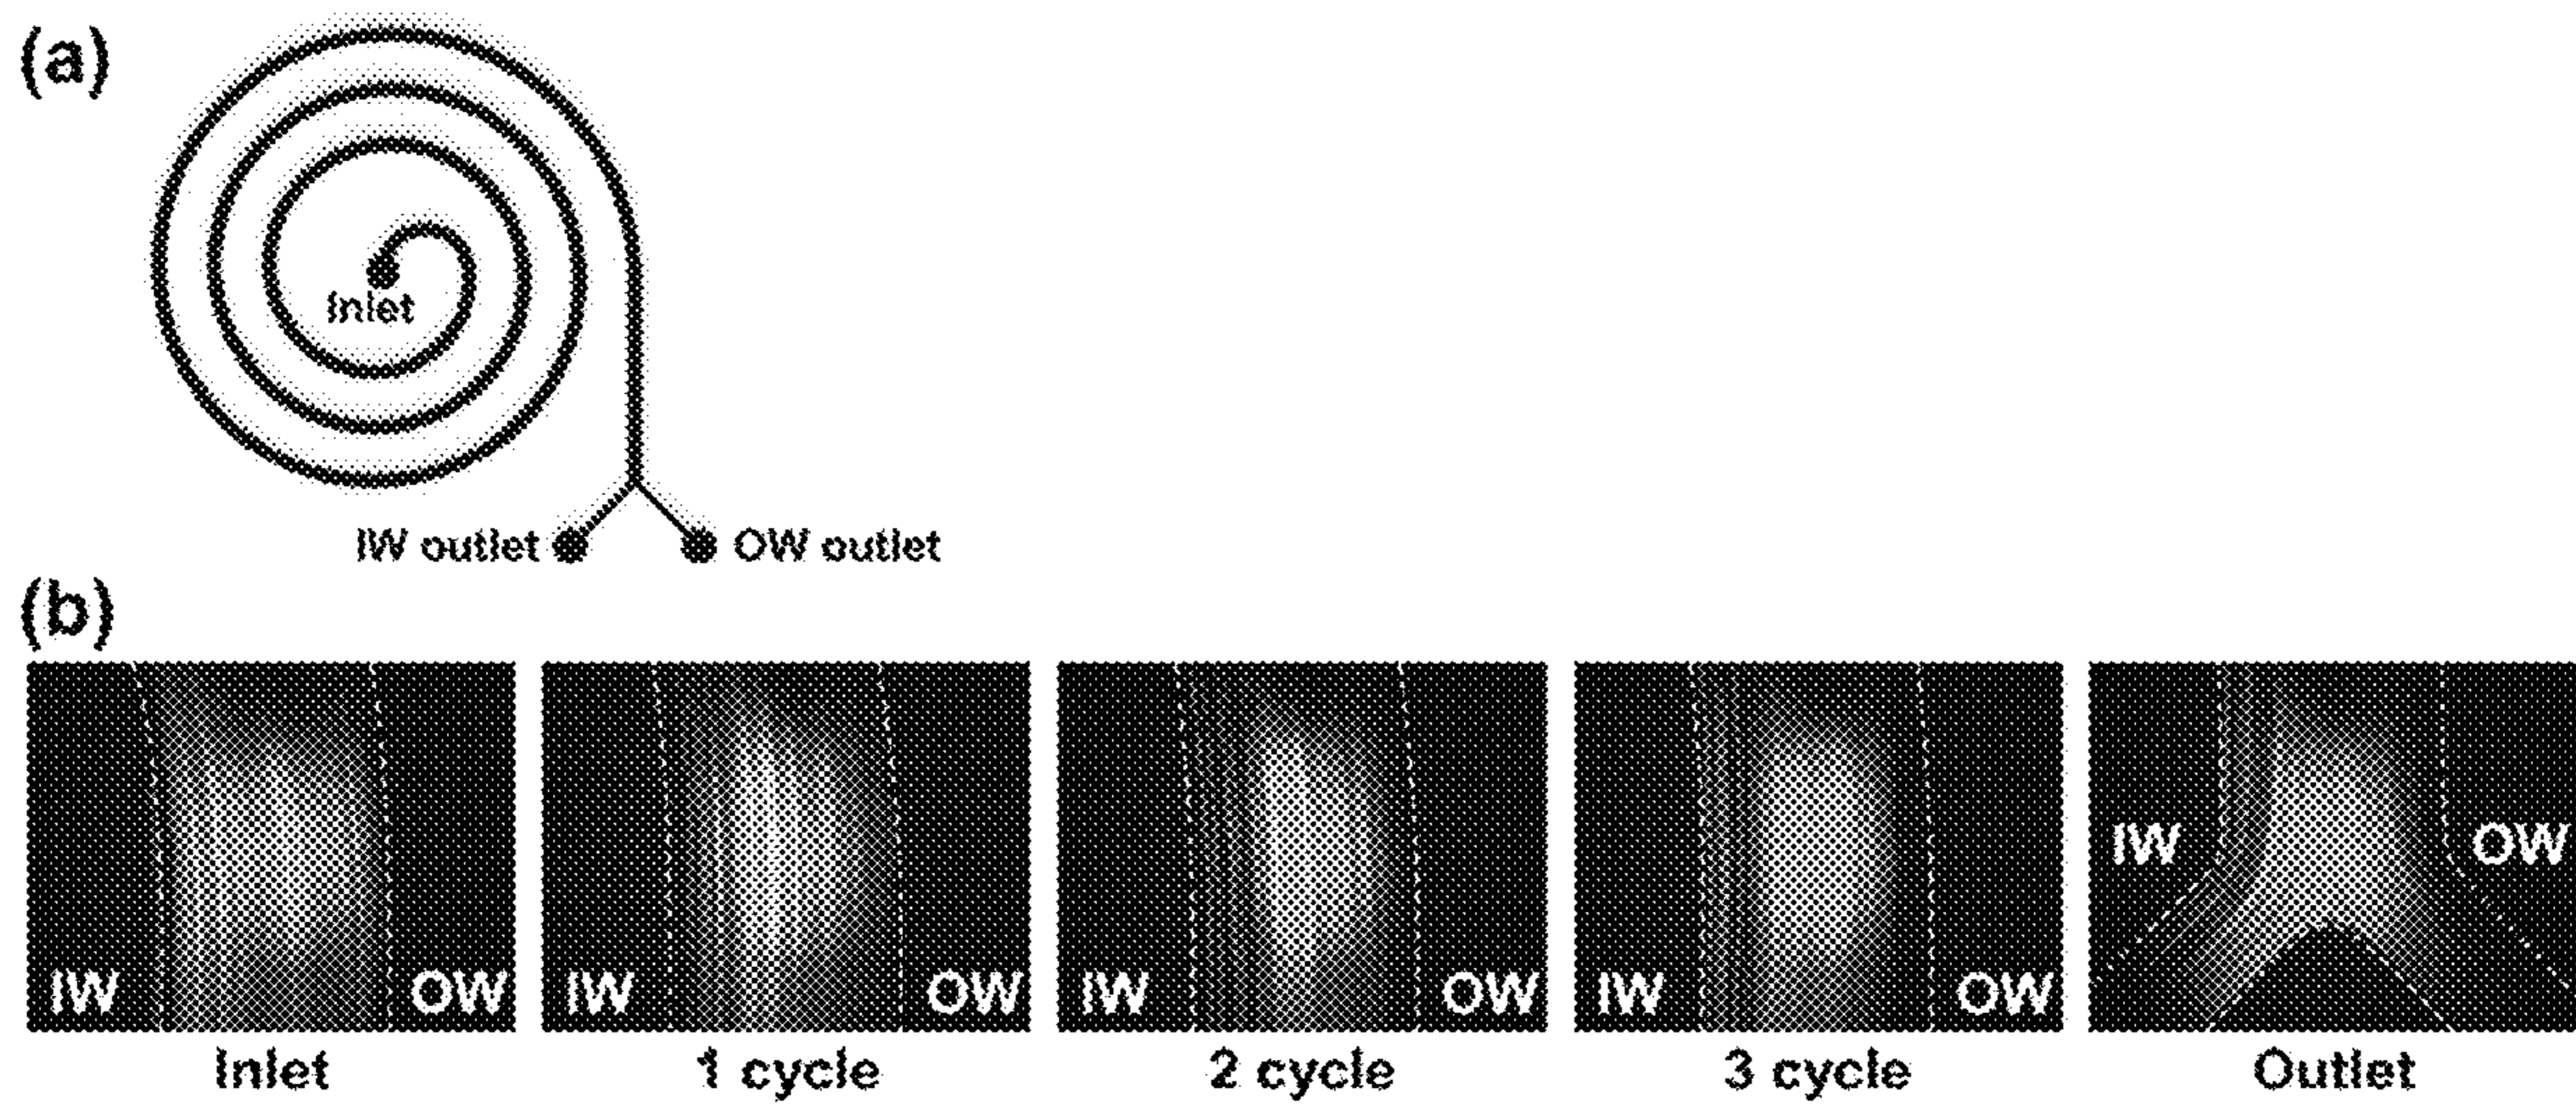 (a)
Inlet
IW outlet OW outlet
(b)
IW OW IW OW IW OW IW OW IW OW
Inlet 1 cycle 2 cycle 3 cycle Outlet